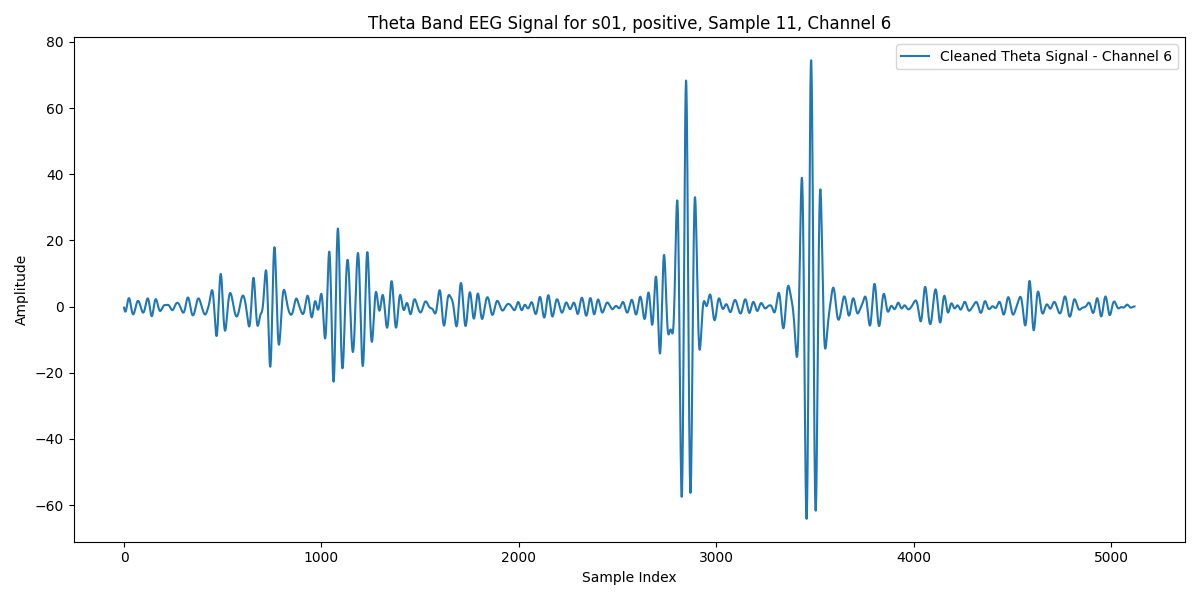 Theta Band EEG Signal for s01, positive, Sample 11, Channel 6
Cleaned Theta Signal - Channel 6
Amplitude
80
60
40
20
0
−20
−40
−60
0 1000 2000 3000 4000 5000
Sample Index